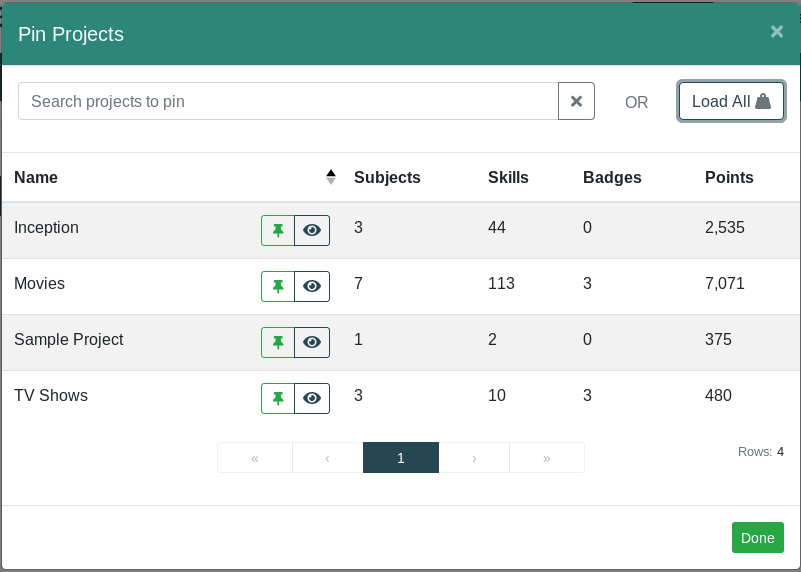 Pin Projects ×
Search projects to pin OR Load All
Name Subjects Skills Badges Points
Inception 3 44 0 2,535
Movies 7 113 3 7,071
Sample Project 1 2 0 375
TV Shows 3 10 3 480
« ‹ 1 › » Rows: 4
Done